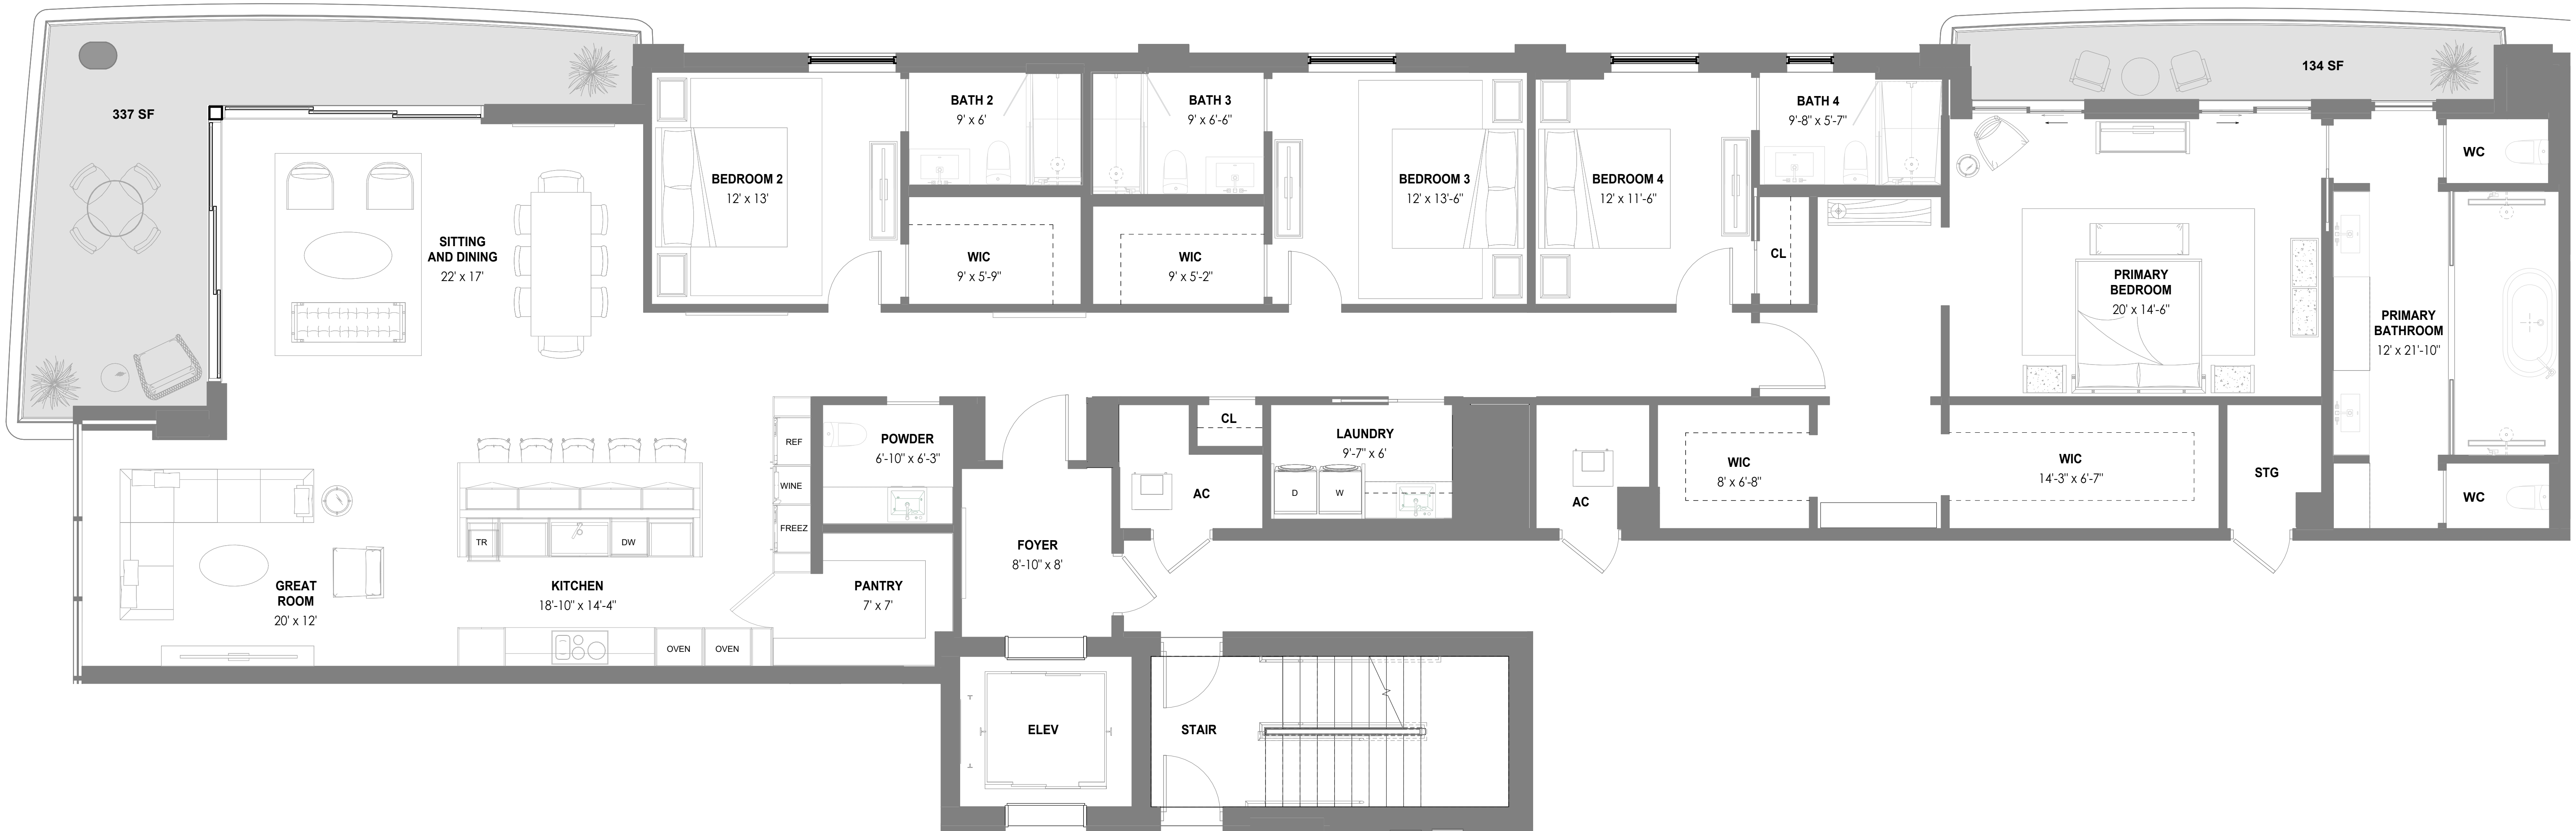 337 SF
134 SF
SITTING
AND DINING
22' x 17'
BEDROOM 2
12' x 13'
BATH 2
9' x 6'
WIC
9' x 5'-9"
BATH 3
9' x 6'-6"
WIC
9' x 5'-2"
BEDROOM 3
12' x 13'-6"
BEDROOM 4
12' x 11'-6"
BATH 4
9'-8" x 5'-7"
CL
PRIMARY
BEDROOM
20' x 14'-6"
WC
PRIMARY
BATHROOM
12' x 21'-10"
WC
GREAT
ROOM
20' x 12'
KITCHEN
18'-10" x 14'-4"
TR
DW
OVEN
OVEN
REF
WINE
FREEZ
POWDER
6'-10" x 6'-3"
PANTRY
7' x 7'
FOYER
8'-10" x 8'
CL
AC
LAUNDRY
9'-7" x 6'
D
W
AC
WIC
8' x 6'-8"
WIC
14'-3" x 6'-7"
STG
ELEV
STAIR